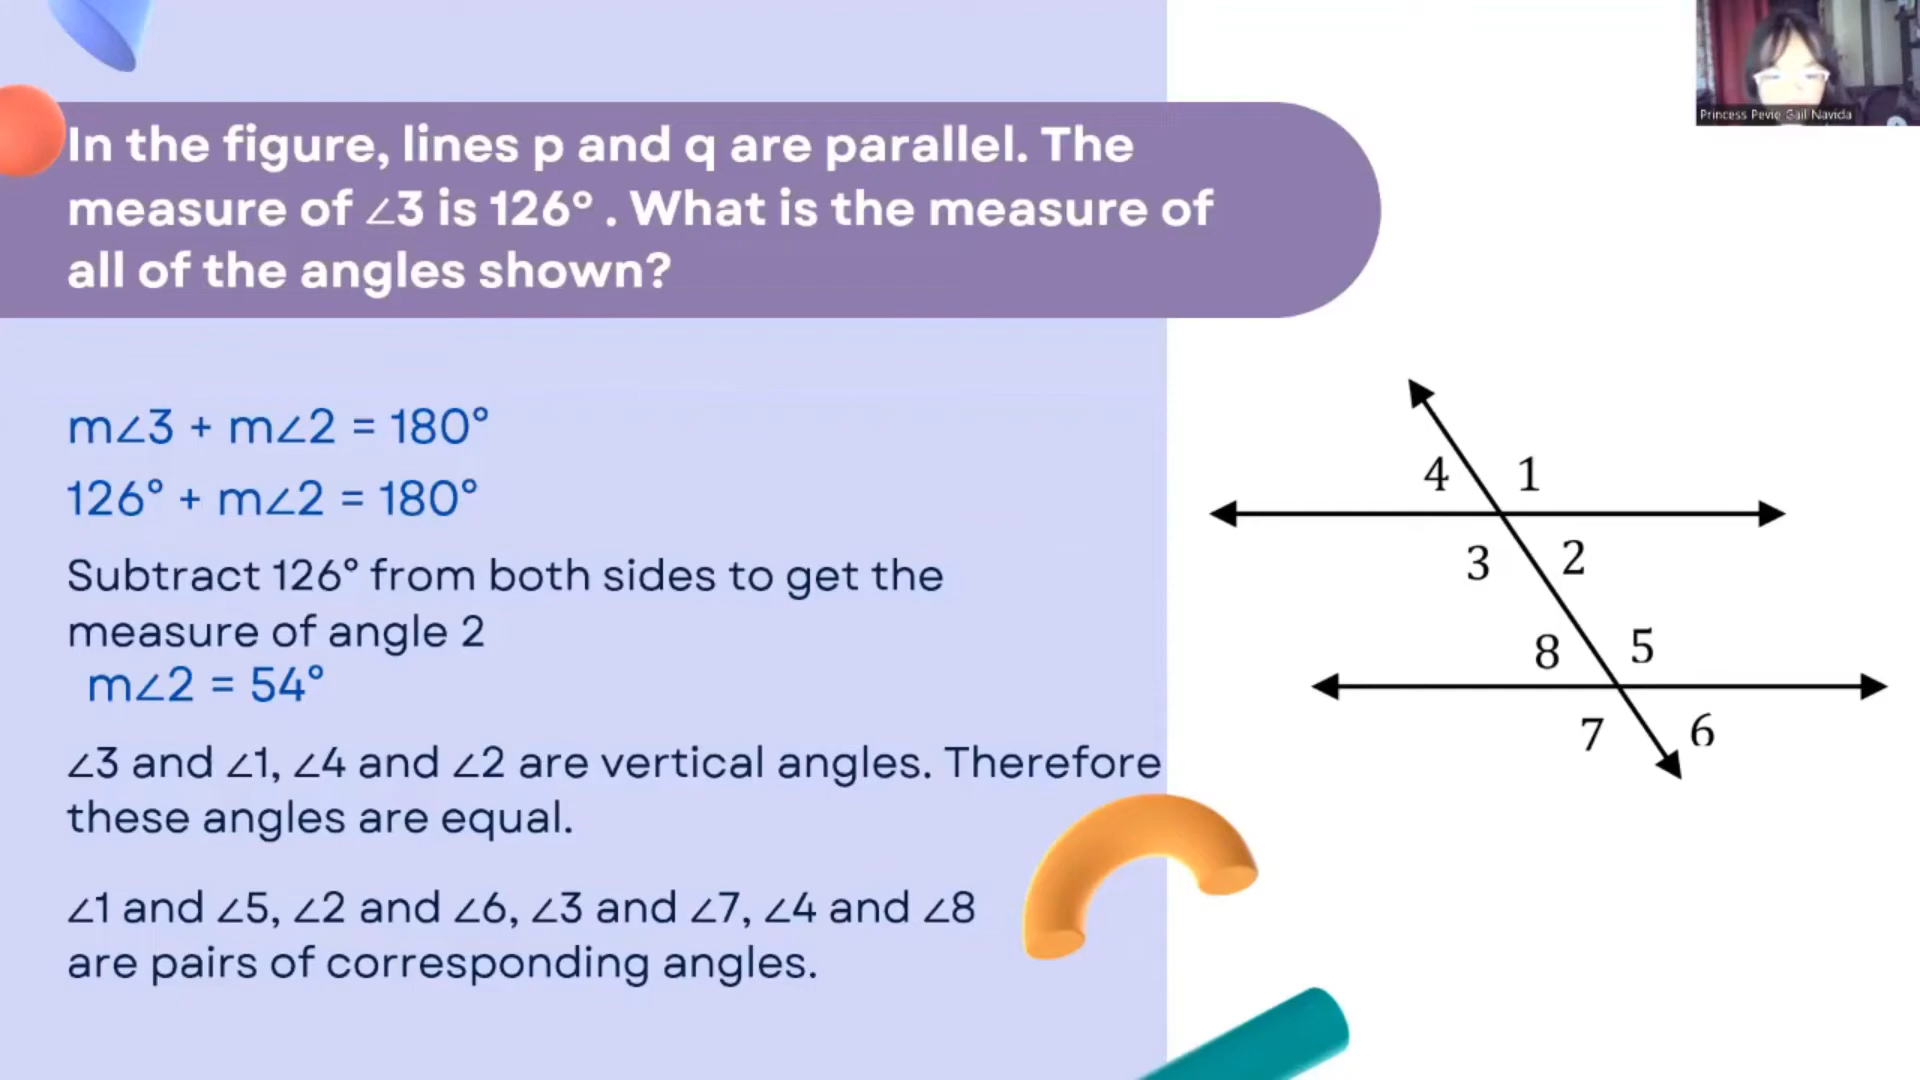 Princess Pevie Gail Navida
In the figure, lines p and q are parallel. The
measure of ∠3 is 126° . What is the measure of
all of the angles shown?
m∠3 + m∠2 = 180°
126° + m∠2 = 180°
Subtract 126° from both sides to get the
measure of angle 2
m∠2 = 54°
∠3 and ∠1, ∠4 and ∠2 are vertical angles. Therefore
these angles are equal.
∠1 and ∠5, ∠2 and ∠6, ∠3 and ∠7, ∠4 and ∠8
are pairs of corresponding angles.
4 1
3 2
8 5
7 6